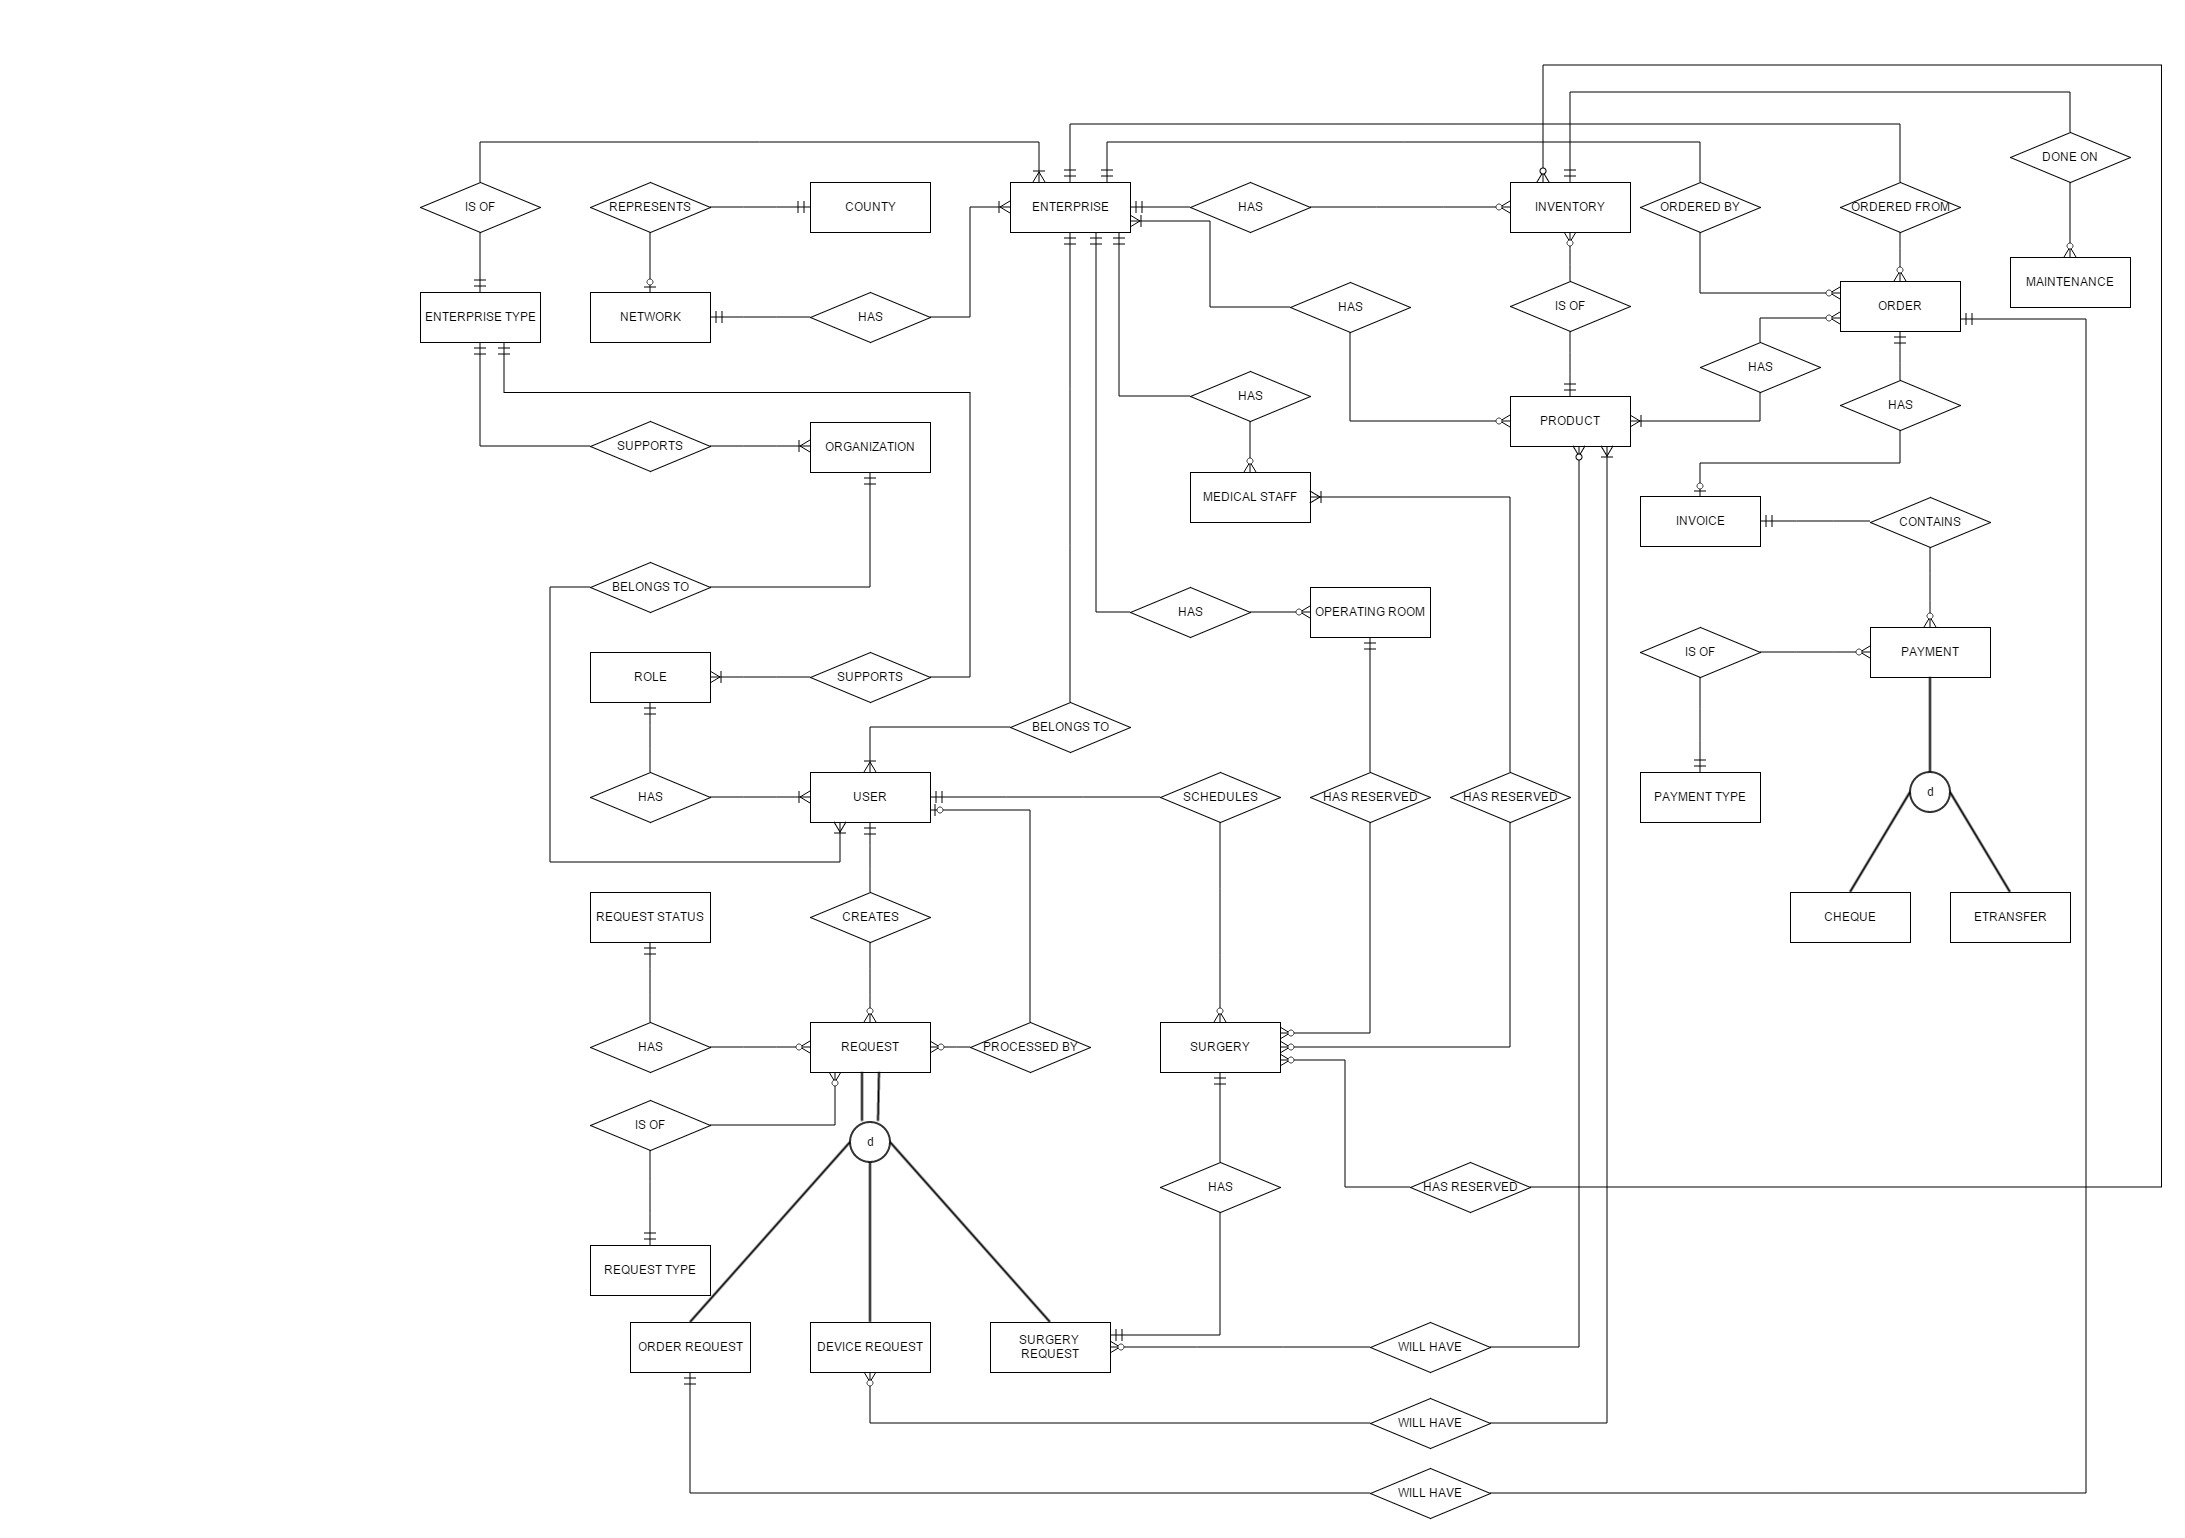 DONE ON
IS OF
REPRESENTS
COUNTY
ENTERPRISE
HAS
INVENTORY
ORDERED BY
ORDERED FROM
MAINTENANCE
ENTERPRISE TYPE
NETWORK
HAS
HAS
IS OF
ORDER
HAS
HAS
HAS
PRODUCT
SUPPORTS
ORGANIZATION
MEDICAL STAFF
INVOICE
CONTAINS
BELONGS TO
HAS
OPERATING ROOM
IS OF
PAYMENT
ROLE
SUPPORTS
BELONGS TO
HAS
USER
SCHEDULES
HAS RESERVED
HAS RESERVED
PAYMENT TYPE
d
REQUEST STATUS
CREATES
CHEQUE
ETRANSFER
HAS
REQUEST
PROCESSED BY
SURGERY
IS OF
d
HAS
HAS RESERVED
REQUEST TYPE
ORDER REQUEST
DEVICE REQUEST
SURGERY
REQUEST
WILL HAVE
WILL HAVE
WILL HAVE